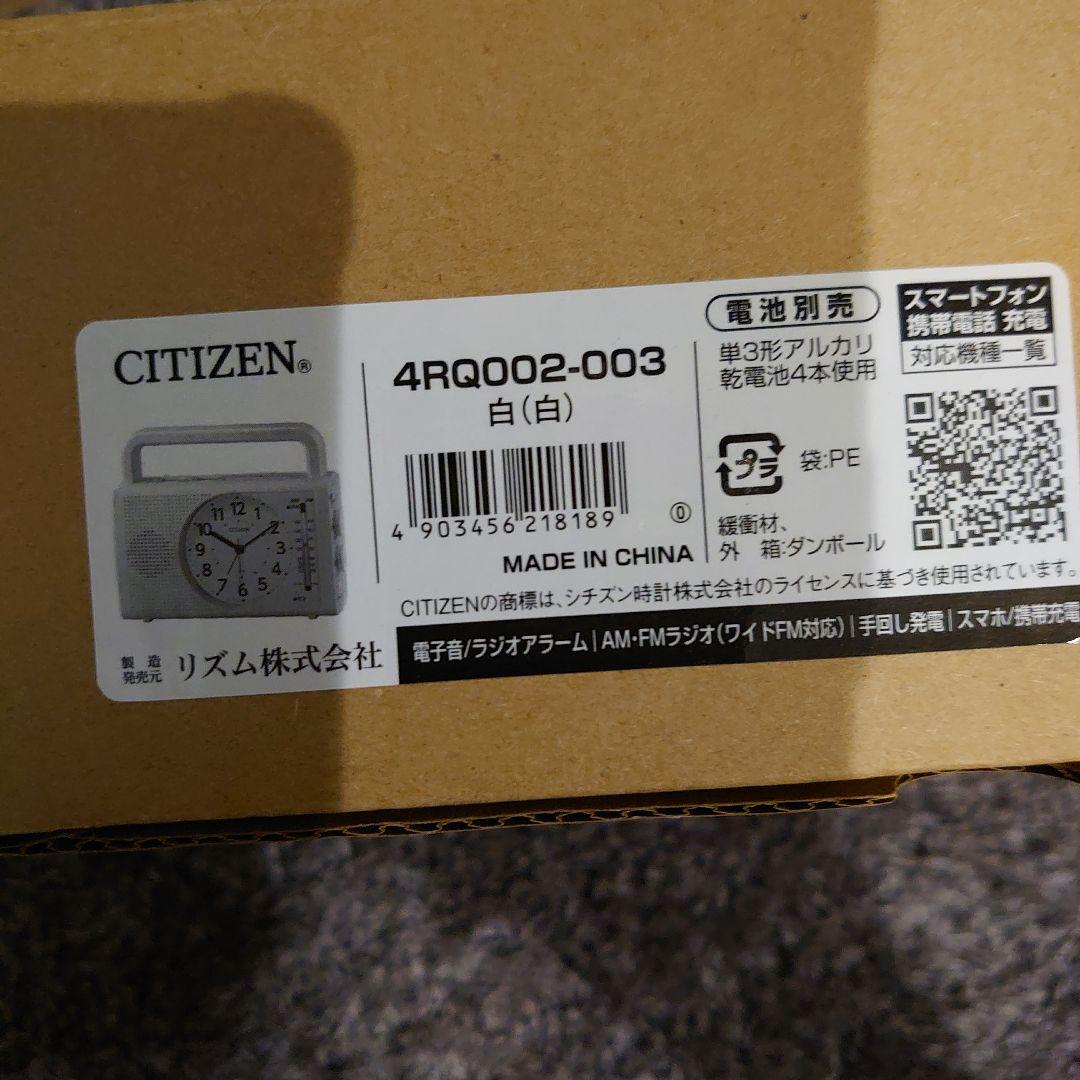 CITIZEN®
製造
発売元
リズム株式会社
4RQ002-003
白(白)
4 903456 218189
⓪
MADE IN CHINA
電池別売
単3形アルカリ
乾電池4本使用
プラ
袋:PE
緩衝材、
外 箱:ダンボール
スマートフォン
携帯電話 充電
対応機種一覧
CITIZENの商標は、シチズン時計株式会社のライセンスに基づき使用されています。
電子音/ラジオアラーム|AM・FMラジオ(ワイドFM対応)|手回し発電|スマホ/携帯充電